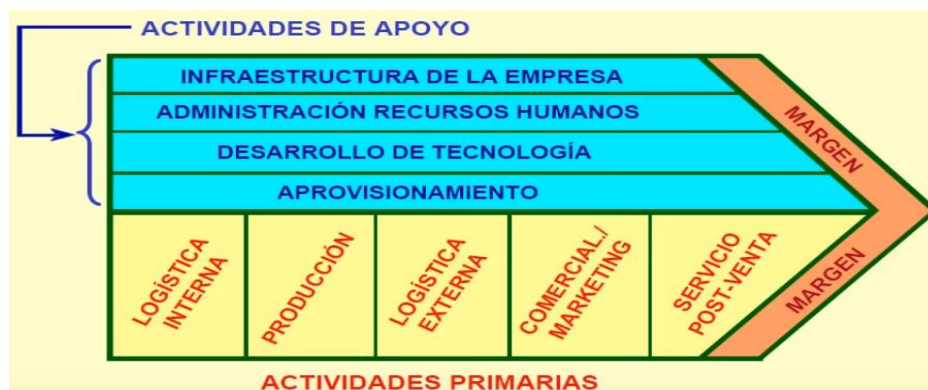 ACTIVIDADES DE APOYO
INFRAESTRUCTURA DE LA EMPRESA
ADMINISTRACIÓN RECURSOS HUMANOS
DESARROLLO DE TECNOLOGÍA
APROVISIONAMIENTO
MARGEN
LOGÍSTICA
INTERNA
PRODUCCIÓN
LOGÍSTICA
EXTERNA
COMERCIAL./
MARKETING
SERVICIO
POST-VENTA
MARGEN
ACTIVIDADES PRIMARIAS